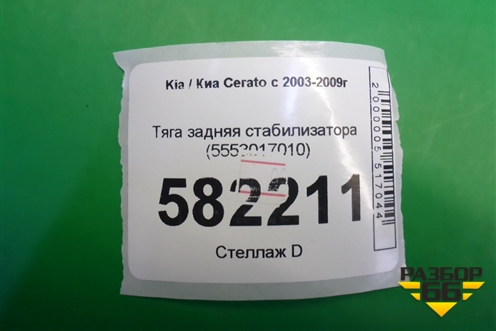 Kia / Киа Cerato с 2003-2009г
Тяга задняя стабилизатора
(5553017010)
582211
Стеллаж D
2000005517044
РАЗБОР
66